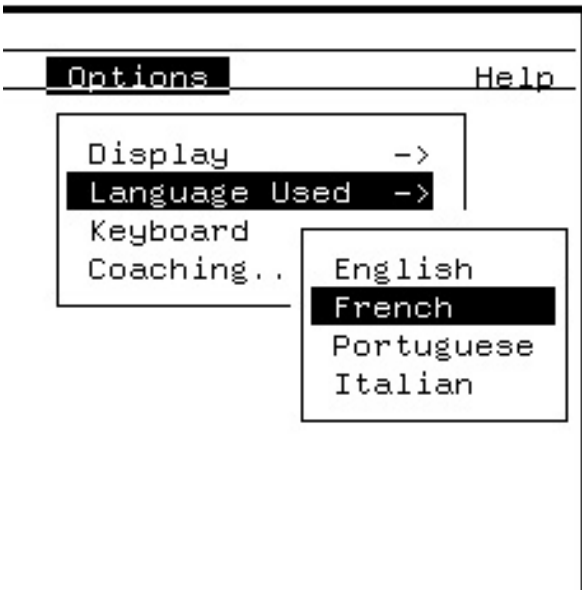 Options Help
Display ->
Language Used ->
Keyboard
Coaching..
English
French
Portuguese
Italian